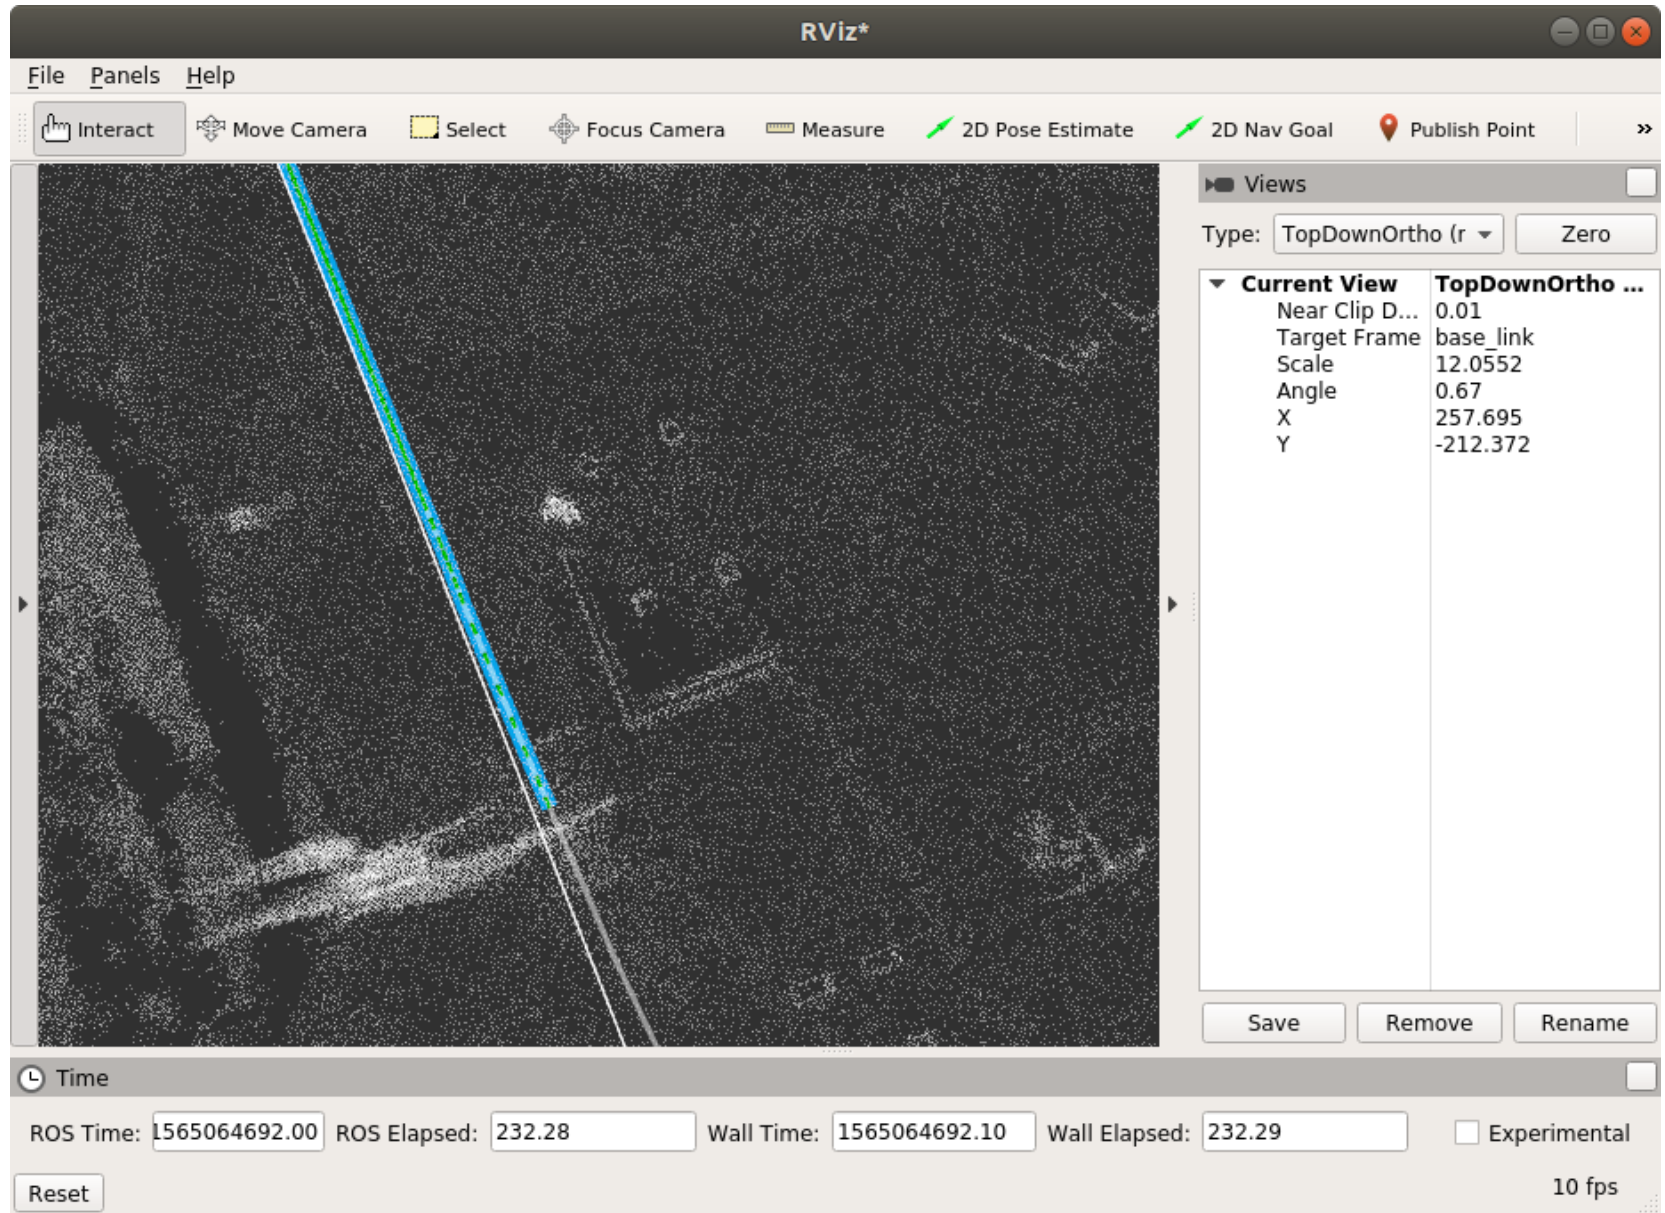 RViz*
File Panels Help
Interact Move Camera Select Focus Camera Measure 2D Pose Estimate 2D Nav Goal Publish Point »
Views
Type: TopDownOrtho (r Zero
Current View TopDownOrtho ...
Near Clip D... 0.01
Target Frame base_link
Scale 12.0552
Angle 0.67
X 257.695
Y -212.372
Save Remove Rename
Time
ROS Time: 1565064692.00 ROS Elapsed: 232.28 Wall Time: 1565064692.10 Wall Elapsed: 232.29 Experimental
Reset 10 fps